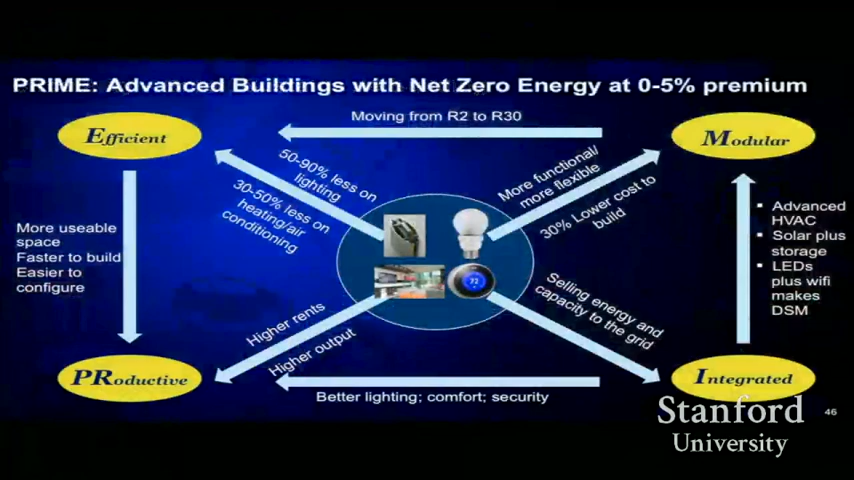 PRIME: Advanced Buildings with Net Zero Energy at 0-5% premium
Efficient
Moving from R2 to R30
Modular
50-90% less on
lighting
30-50% less on
heating/air
conditioning
More functional/
more flexible
30% Lower cost to
build
More useable
space
Faster to build
Easier to
configure
72
Advanced
HVAC
Solar plus
storage
LEDs
plus wifi
makes
DSM
Higher rents
Higher output
Selling energy and
capacity to the grid
PRoductive
Better lighting; comfort; security
Integrated
Stanford
University
46